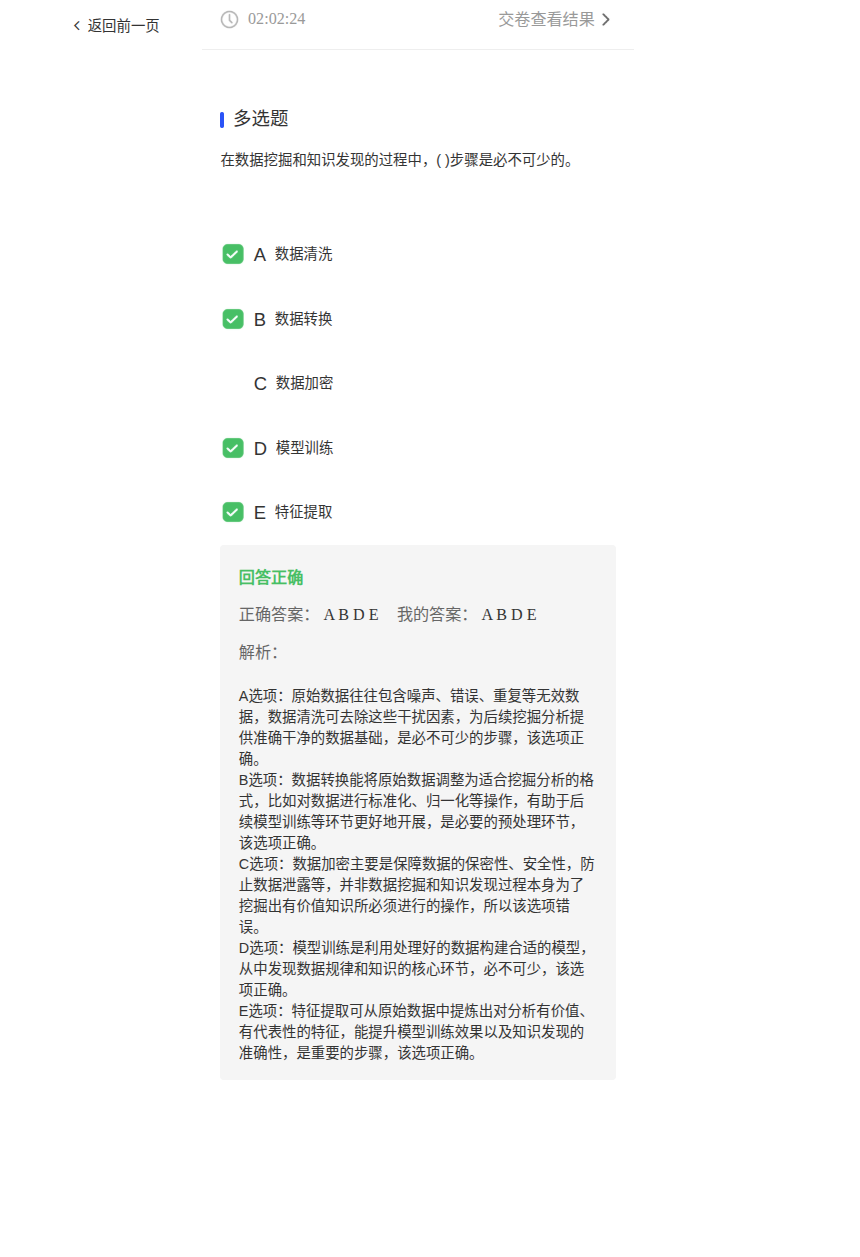 返回前一页
02:02:24
交卷查看结果
多选题
在数据挖掘和知识发现的过程中，( )步骤是必不可少的。
A 数据清洗
B 数据转换
C 数据加密
D 模型训练
E 特征提取
回答正确
正确答案： A B D E 我的答案： A B D E
解析：
A选项：原始数据往往包含噪声、错误、重复等无效数
据，数据清洗可去除这些干扰因素，为后续挖掘分析提
供准确干净的数据基础，是必不可少的步骤，该选项正
确。
B选项：数据转换能将原始数据调整为适合挖掘分析的格
式，比如对数据进行标准化、归一化等操作，有助于后
续模型训练等环节更好地开展，是必要的预处理环节，
该选项正确。
C选项：数据加密主要是保障数据的保密性、安全性，防
止数据泄露等，并非数据挖掘和知识发现过程本身为了
挖掘出有价值知识所必须进行的操作，所以该选项错
误。
D选项：模型训练是利用处理好的数据构建合适的模型，
从中发现数据规律和知识的核心环节，必不可少，该选
项正确。
E选项：特征提取可从原始数据中提炼出对分析有价值、
有代表性的特征，能提升模型训练效果以及知识发现的
准确性，是重要的步骤，该选项正确。